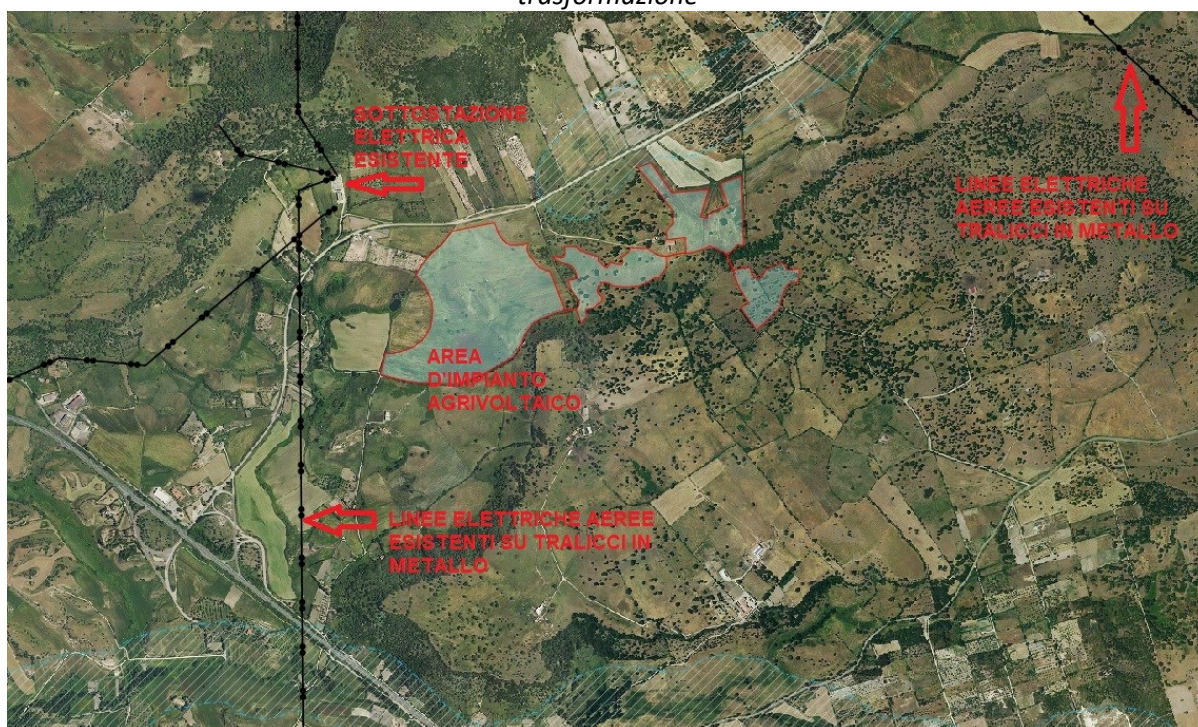 trasformazione
SOTTOSTAZIONE
ELETTRICA
ESISTENTE
LINEE ELETTRICHE
AEREE ESISTENTI SU
TRALICCI IN METALLO
AREA
D'IMPIANTO
AGRIVOLTAICO
LINEE ELETTRICHE AEREE
ESISTENTI SU TRALICCI IN
METALLO